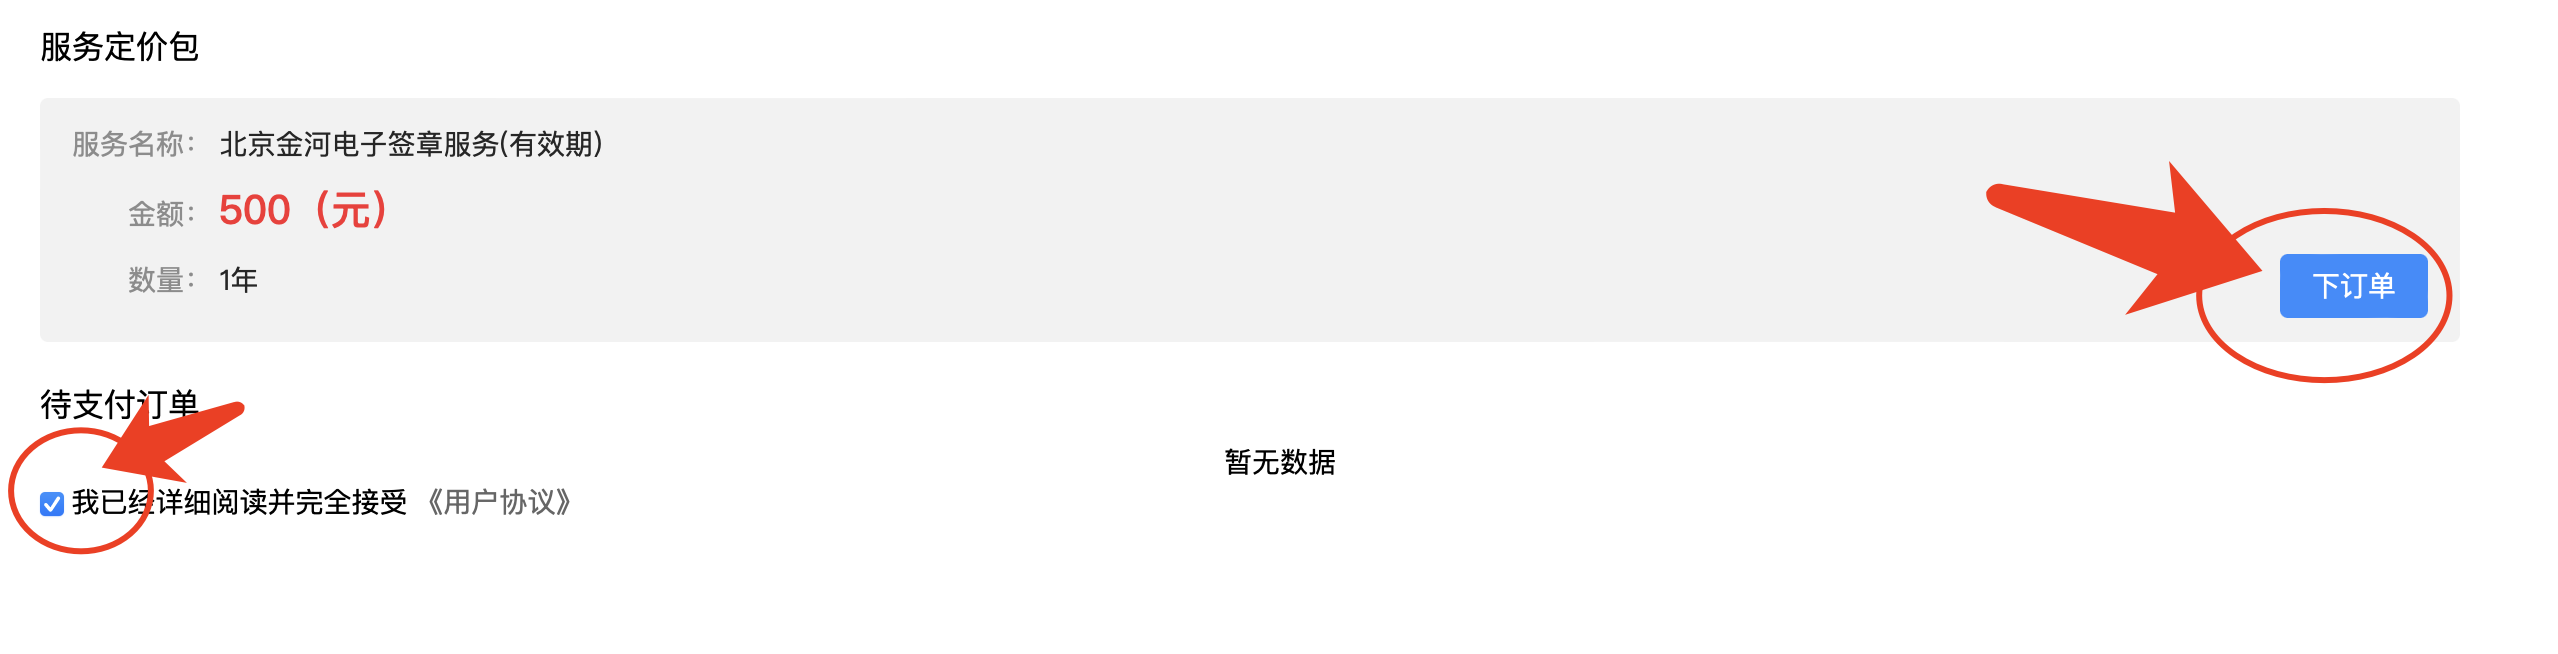 服务定价包
服务名称： 北京金河电子签章服务(有效期)
金额： 500（元）
数量： 1年
下订单
待支付订单
暂无数据
我已经详细阅读并完全接受 《用户协议》